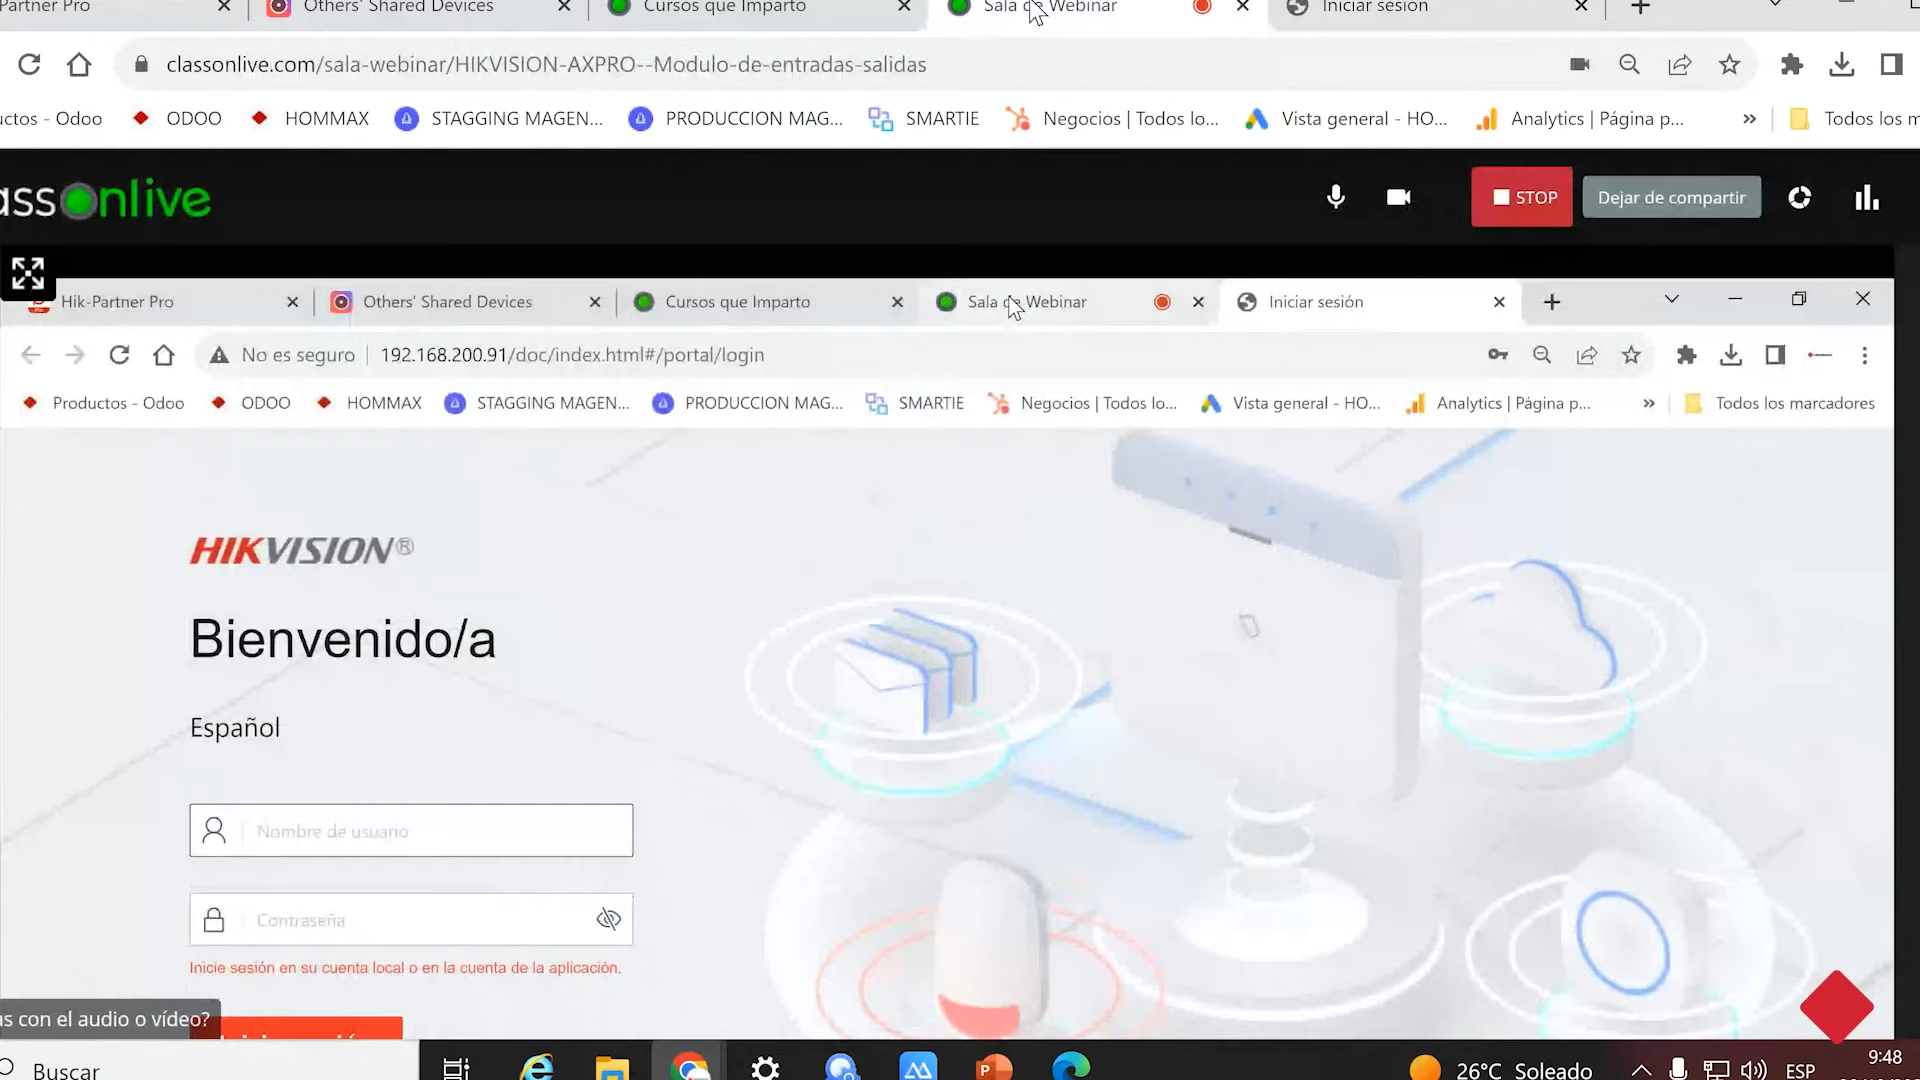 Partner Pro
Others' Shared Devices
Cursos que Imparto
Sala de Webinar
Iniciar sesión
classonlive.com/sala-webinar/HIKVISION-AXPRO--Modulo-de-entradas-salidas
uctos - Odoo
ODOO
HOMMAX
STAGGING MAGEN...
PRODUCCION MAG...
SMARTIE
Negocios | Todos lo...
Vista general - HO...
Analytics | Página p...
»
Todos los m
assonlive
STOP
Dejar de compartir
Hik-Partner Pro
Others' Shared Devices
Cursos que Imparto
Sala de Webinar
Iniciar sesión
No es seguro
192.168.200.91/doc/index.html#/portal/login
Productos - Odoo
ODOO
HOMMAX
STAGGING MAGEN...
PRODUCCION MAG...
SMARTIE
Negocios | Todos lo...
Vista general - HO...
Analytics | Página p...
»
Todos los marcadores
HIKVISION®
Bienvenido/a
Español
Nombre de usuario
Contraseña
Inicie sesión en su cuenta local o en la cuenta de la aplicación.
as con el audio o vídeo?
Buscar
26°C Soleado
ESP
9:48